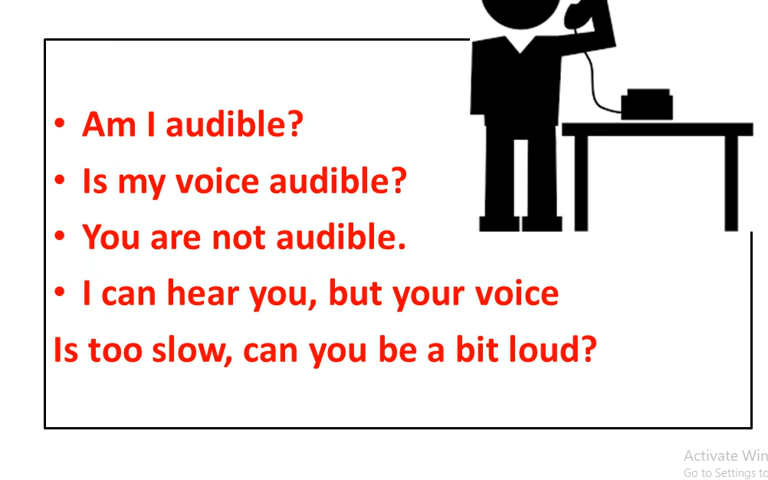 • Am I audible?
• Is my voice audible?
• You are not audible.
• I can hear you, but your voice
Is too slow, can you be a bit loud?
Activate Win
Go to Settings to